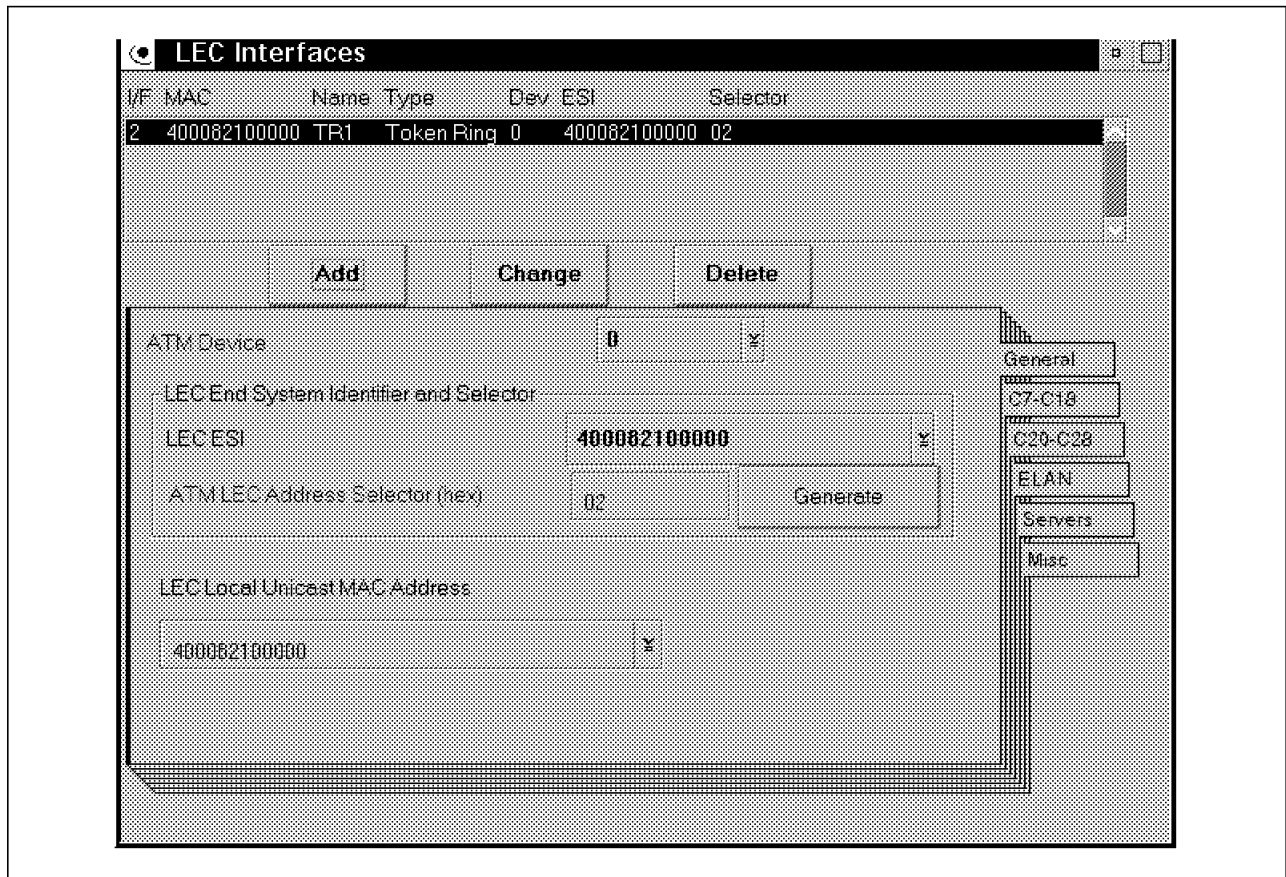 LEC Interfaces
I/F MAC Name Type Dev ESI Selector
2 400082100000 TR1 Token Ring 0 400082100000 02
Add Change Delete
ATM Device 0
General
LEC End System Identifier and Selector
C7-C18
LEC ESI 400082100000
C20-C28
ELAN
ATM LEC Address Selector (hex) 02 Generate
Servers
Misc
LEC Local Unicast MAC Address
400082100000